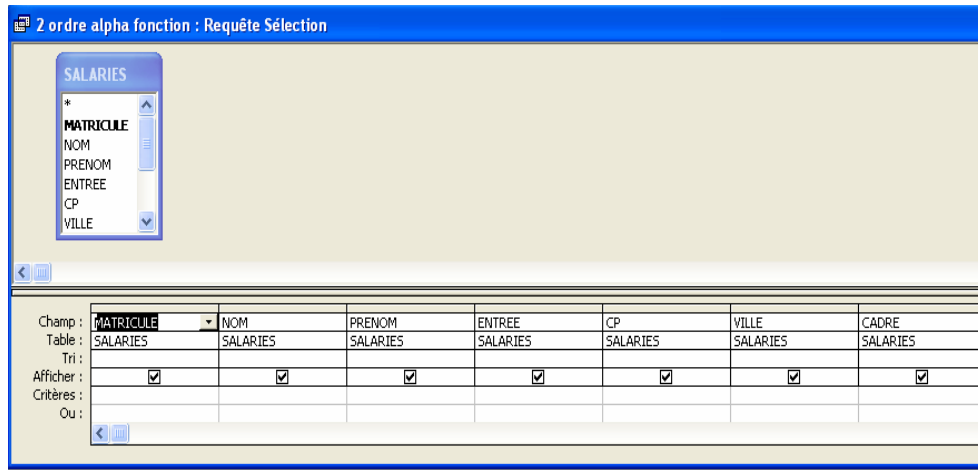 2 ordre alpha fonction : Requête Sélection
SALARIES
*
MATRICULE
NOM
PRENOM
ENTREE
CP
VILLE
Champ : MATRICULE NOM PRENOM ENTREE CP VILLE CADRE
Table : SALARIES SALARIES SALARIES SALARIES SALARIES SALARIES SALARIES
Tri :
Afficher :
Critères :
Ou :